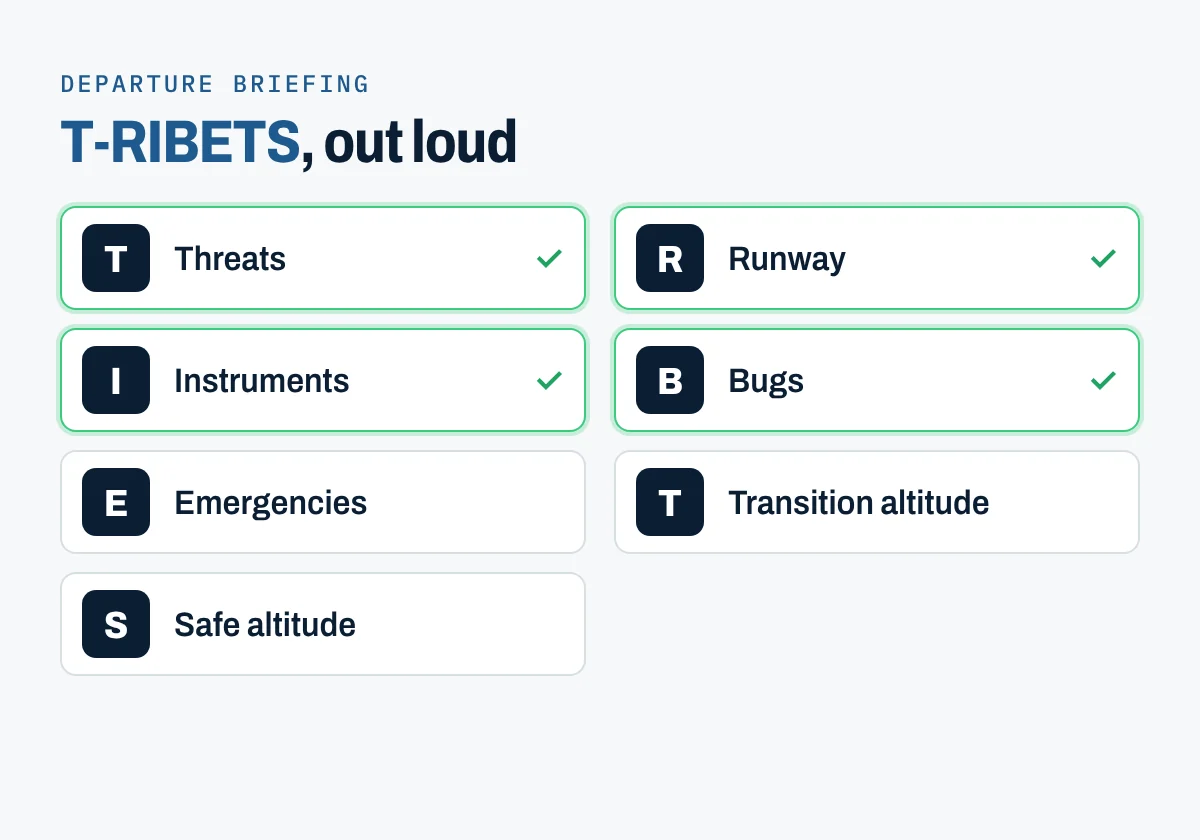 DEPARTURE BRIEFING
T-RIBETS, out loud
T Threats
R Runway
I Instruments
B Bugs
E Emergencies
T Transition altitude
S Safe altitude